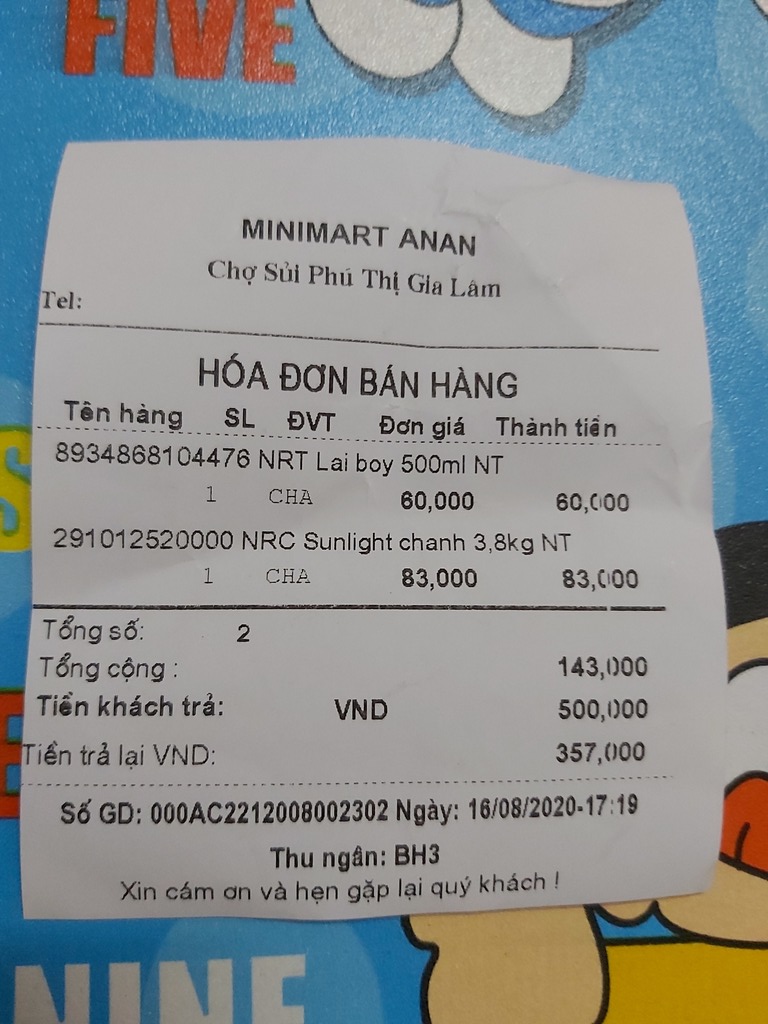 FIVE
MINIMART ANAN
Chợ Sủi Phú Thị Gia Lâm
Tel:
HÓA ĐƠN BÁN HÀNG
Tên hàng SL ĐVT Đơn giá Thành tiền
8934868104476 NRT Lai boy 500ml NT
1 CHA 60,000 60,000
291012520000 NRC Sunlight chanh 3,8kg NT
1 CHA 83,000 83,000
Tổng số: 2
Tổng cộng : 143,000
Tiền khách trả: VND 500,000
Tiền trả lại VND: 357,000
Số GD: 000AC2212008002302 Ngày: 16/08/2020-17:19
Thu ngân: BH3
Xin cám ơn và hẹn gặp lại quý khách !
NINE